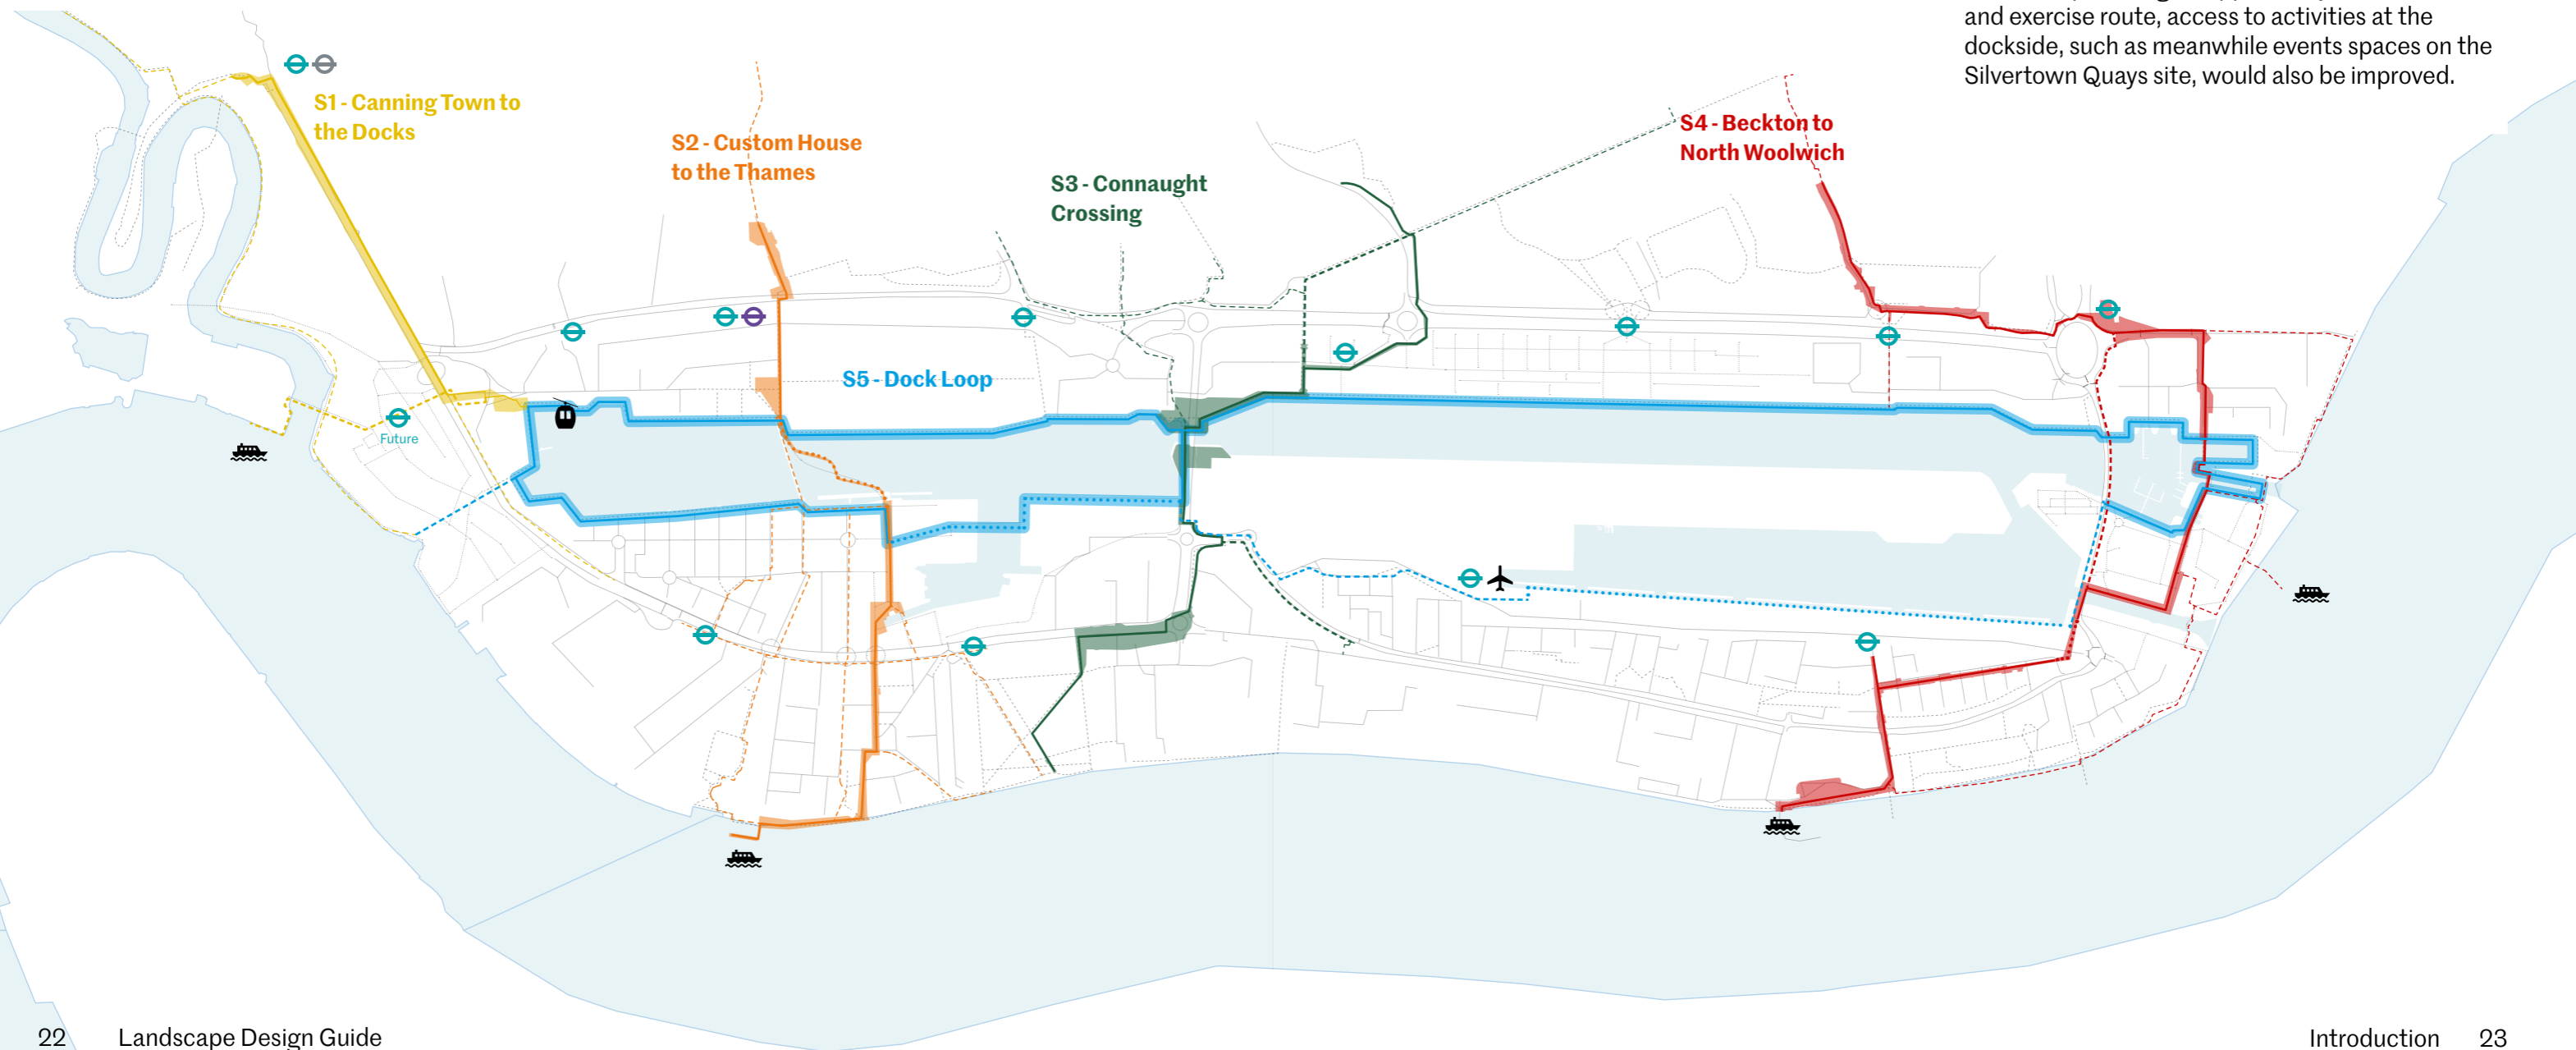 and exercise route, access to activities at the
dockside, such as meanwhile events spaces on the
Silvertown Quays site, would also be improved.
S1 - Canning Town to
the Docks
S2 - Custom House
to the Thames
S3 - Connaught
Crossing
S4 - Beckton to
North Woolwich
S5 - Dock Loop
Future
22 Landscape Design Guide
Introduction 23